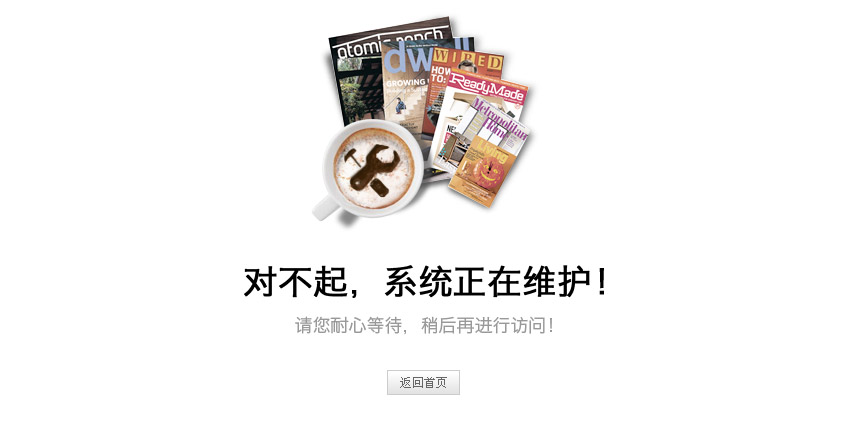 atomic ranch
dwell
GROWING
WIRED
HOW
TO:
ReadyMade
Metropolitan
Home
living
对不起，系统正在维护！
请您耐心等待，稍后再进行访问！
返回首页